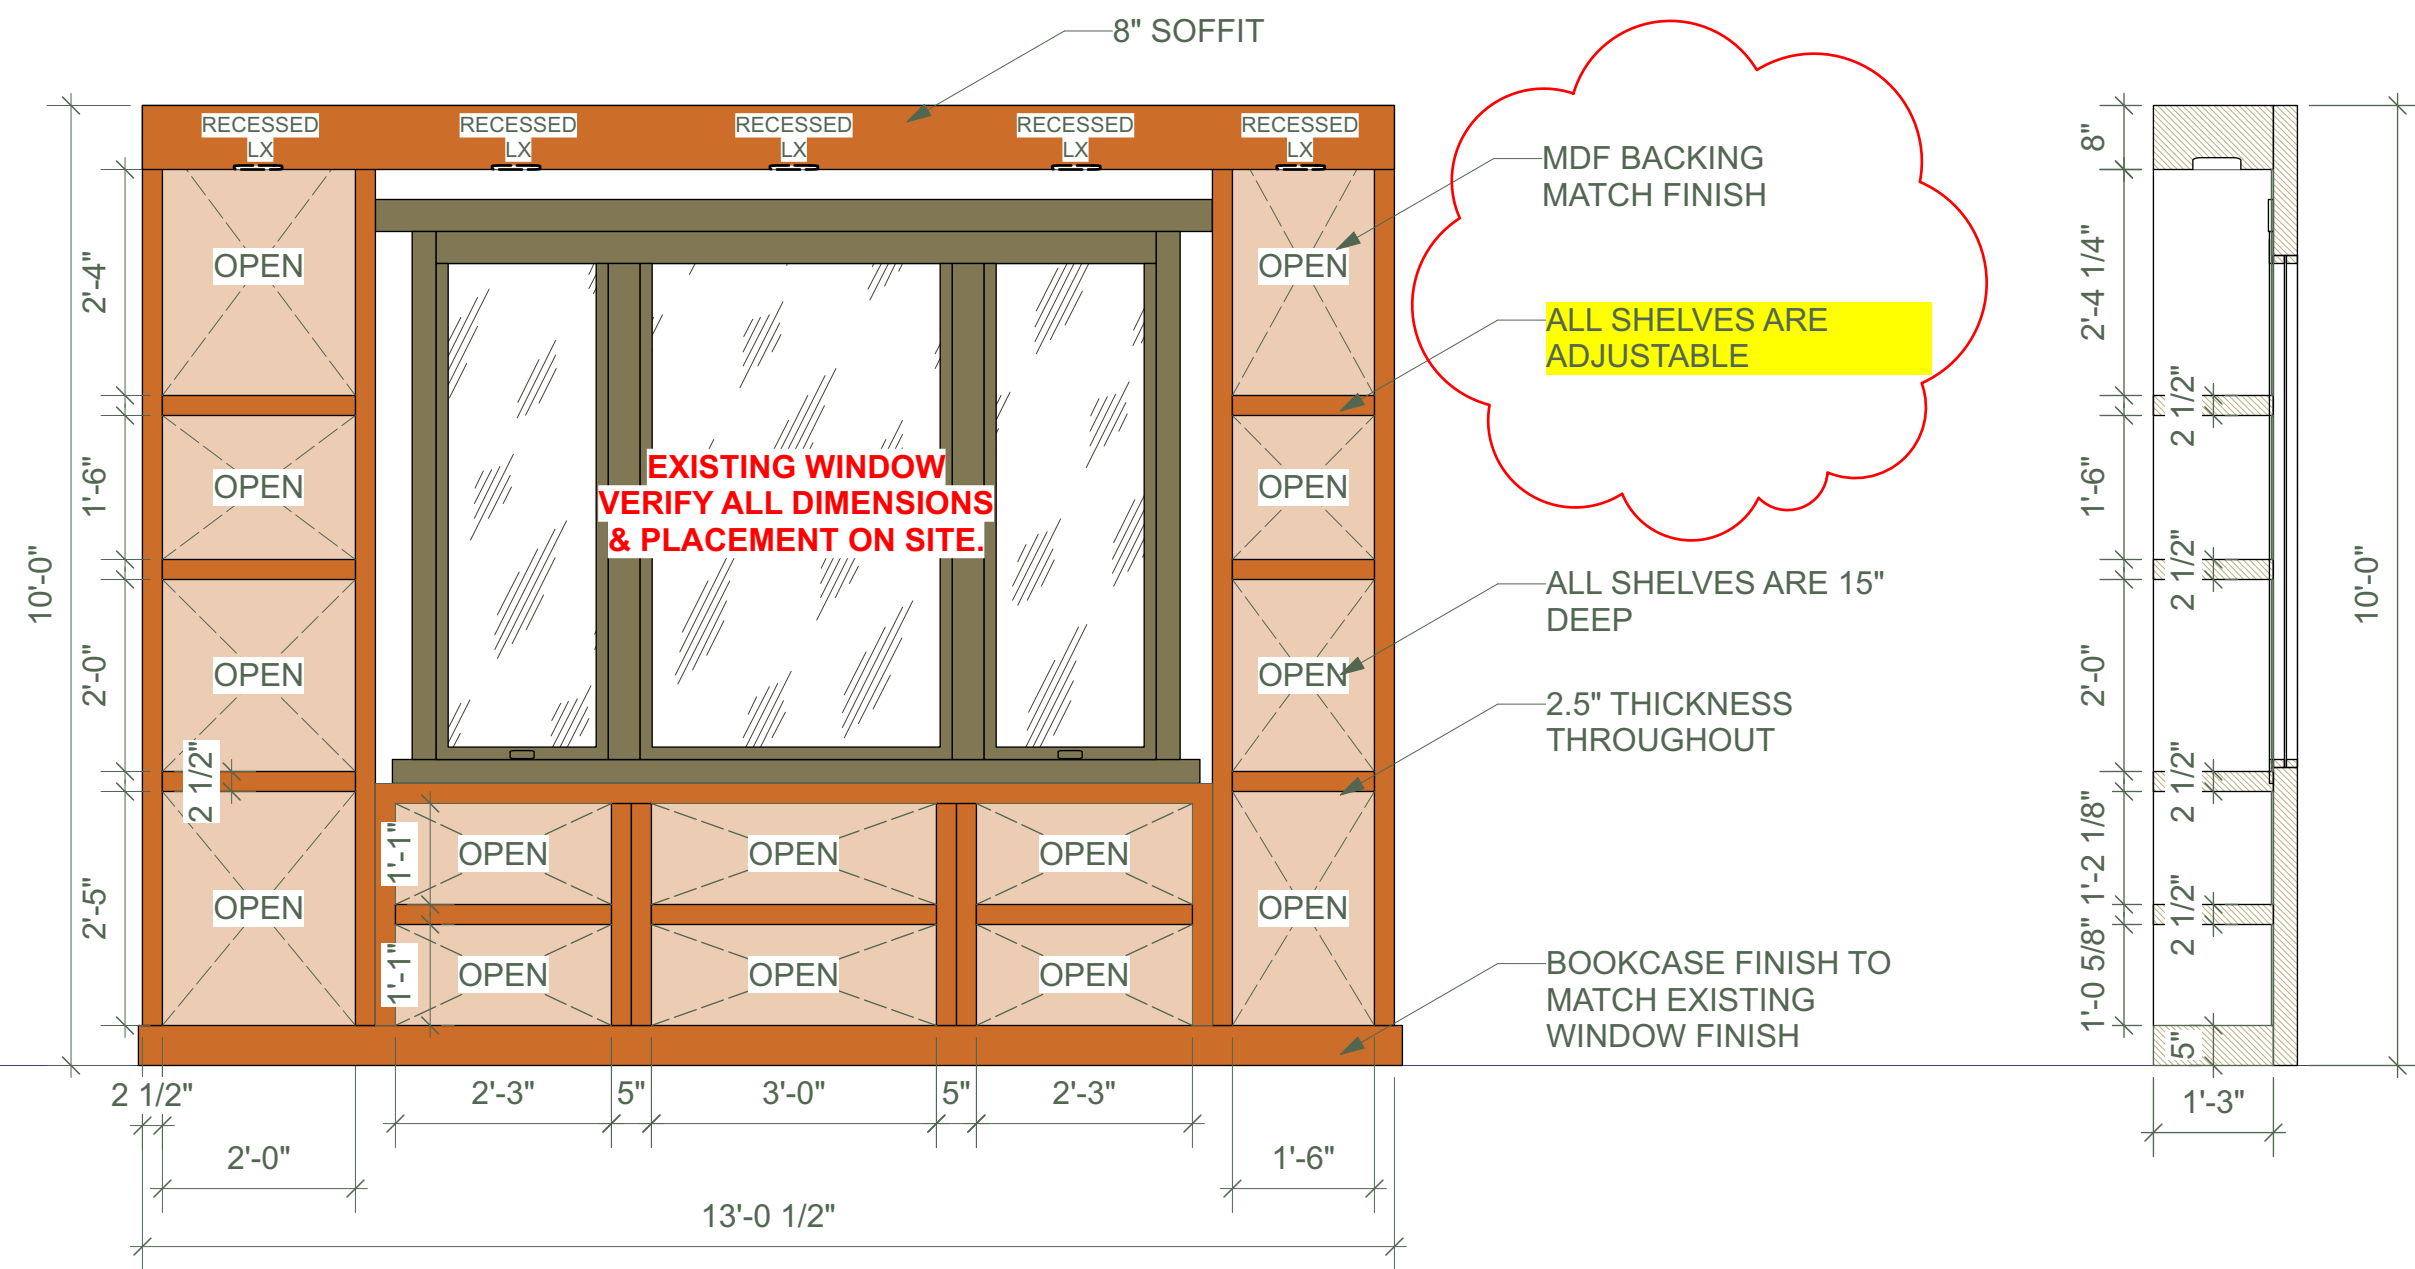 8" SOFFIT
RECESSED
LX
RECESSED
LX
RECESSED
LX
RECESSED
LX
RECESSED
LX
MDF BACKING
MATCH FINISH
ALL SHELVES ARE
ADJUSTABLE
ALL SHELVES ARE 15"
DEEP
2.5" THICKNESS
THROUGHOUT
BOOKCASE FINISH TO
MATCH EXISTING
WINDOW FINISH
EXISTING WINDOW
VERIFY ALL DIMENSIONS
& PLACEMENT ON SITE.
OPEN
OPEN
OPEN
OPEN
OPEN
OPEN
OPEN
OPEN
OPEN
OPEN
OPEN
OPEN
OPEN
OPEN
10'-0"
2'-4"
1'-6"
2'-0"
2'-5"
2 1/2"
1'-1"
1'-1"
2 1/2"
2'-3"
5"
3'-0"
5"
2'-3"
2'-0"
1'-6"
13'-0 1/2"
8"
2'-4 1/4"
1'-6"
2'-0"
1'-2 1/8"
1'-0 5/8"
2 1/2"
2 1/2"
2 1/2"
2 1/2"
5"
10'-0"
1'-3"